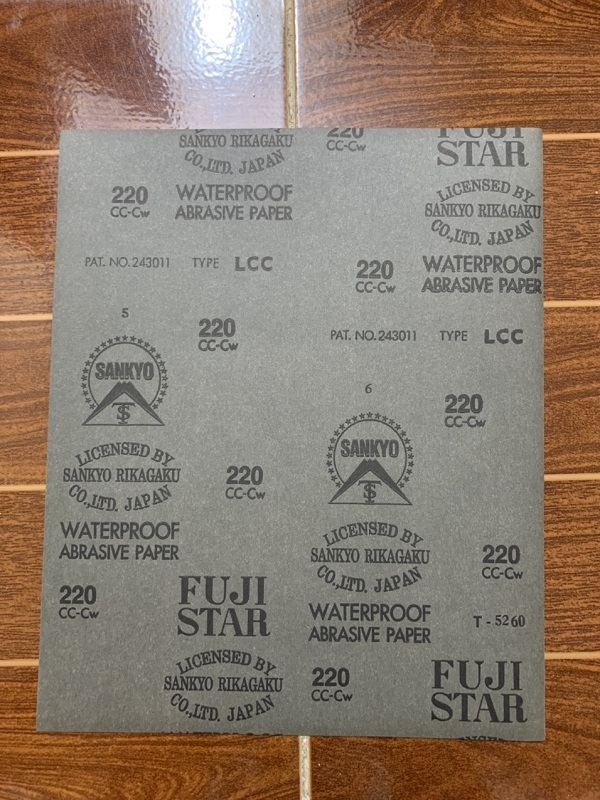 SANKYO RIKAGAKU
CO.,LTD. JAPAN
220
CC-Cw
FUJI
STAR
220
CC-Cw
WATERPROOF
ABRASIVE PAPER
LICENSED BY
SANKYO RIKAGAKU
CO.,LTD. JAPAN
PAT. NO. 243011 TYPE LCC
220
CC-Cw
WATERPROOF
ABRASIVE PAPER
5
220
CC-Cw
PAT. NO. 243011 TYPE LCC
SANKYO
6
220
CC-Cw
SANKYO
LICENSED BY
SANKYO RIKAGAKU
CO.,LTD. JAPAN
220
CC-Cw
WATERPROOF
ABRASIVE PAPER
LICENSED BY
SANKYO RIKAGAKU
CO.,LTD. JAPAN
220
CC-Cw
220
CC-Cw
FUJI
STAR
WATERPROOF
ABRASIVE PAPER
T - 5260
LICENSED BY
SANKYO RIKAGAKU
CO.,LTD. JAPAN
220
CC-Cw
FUJI
STAR